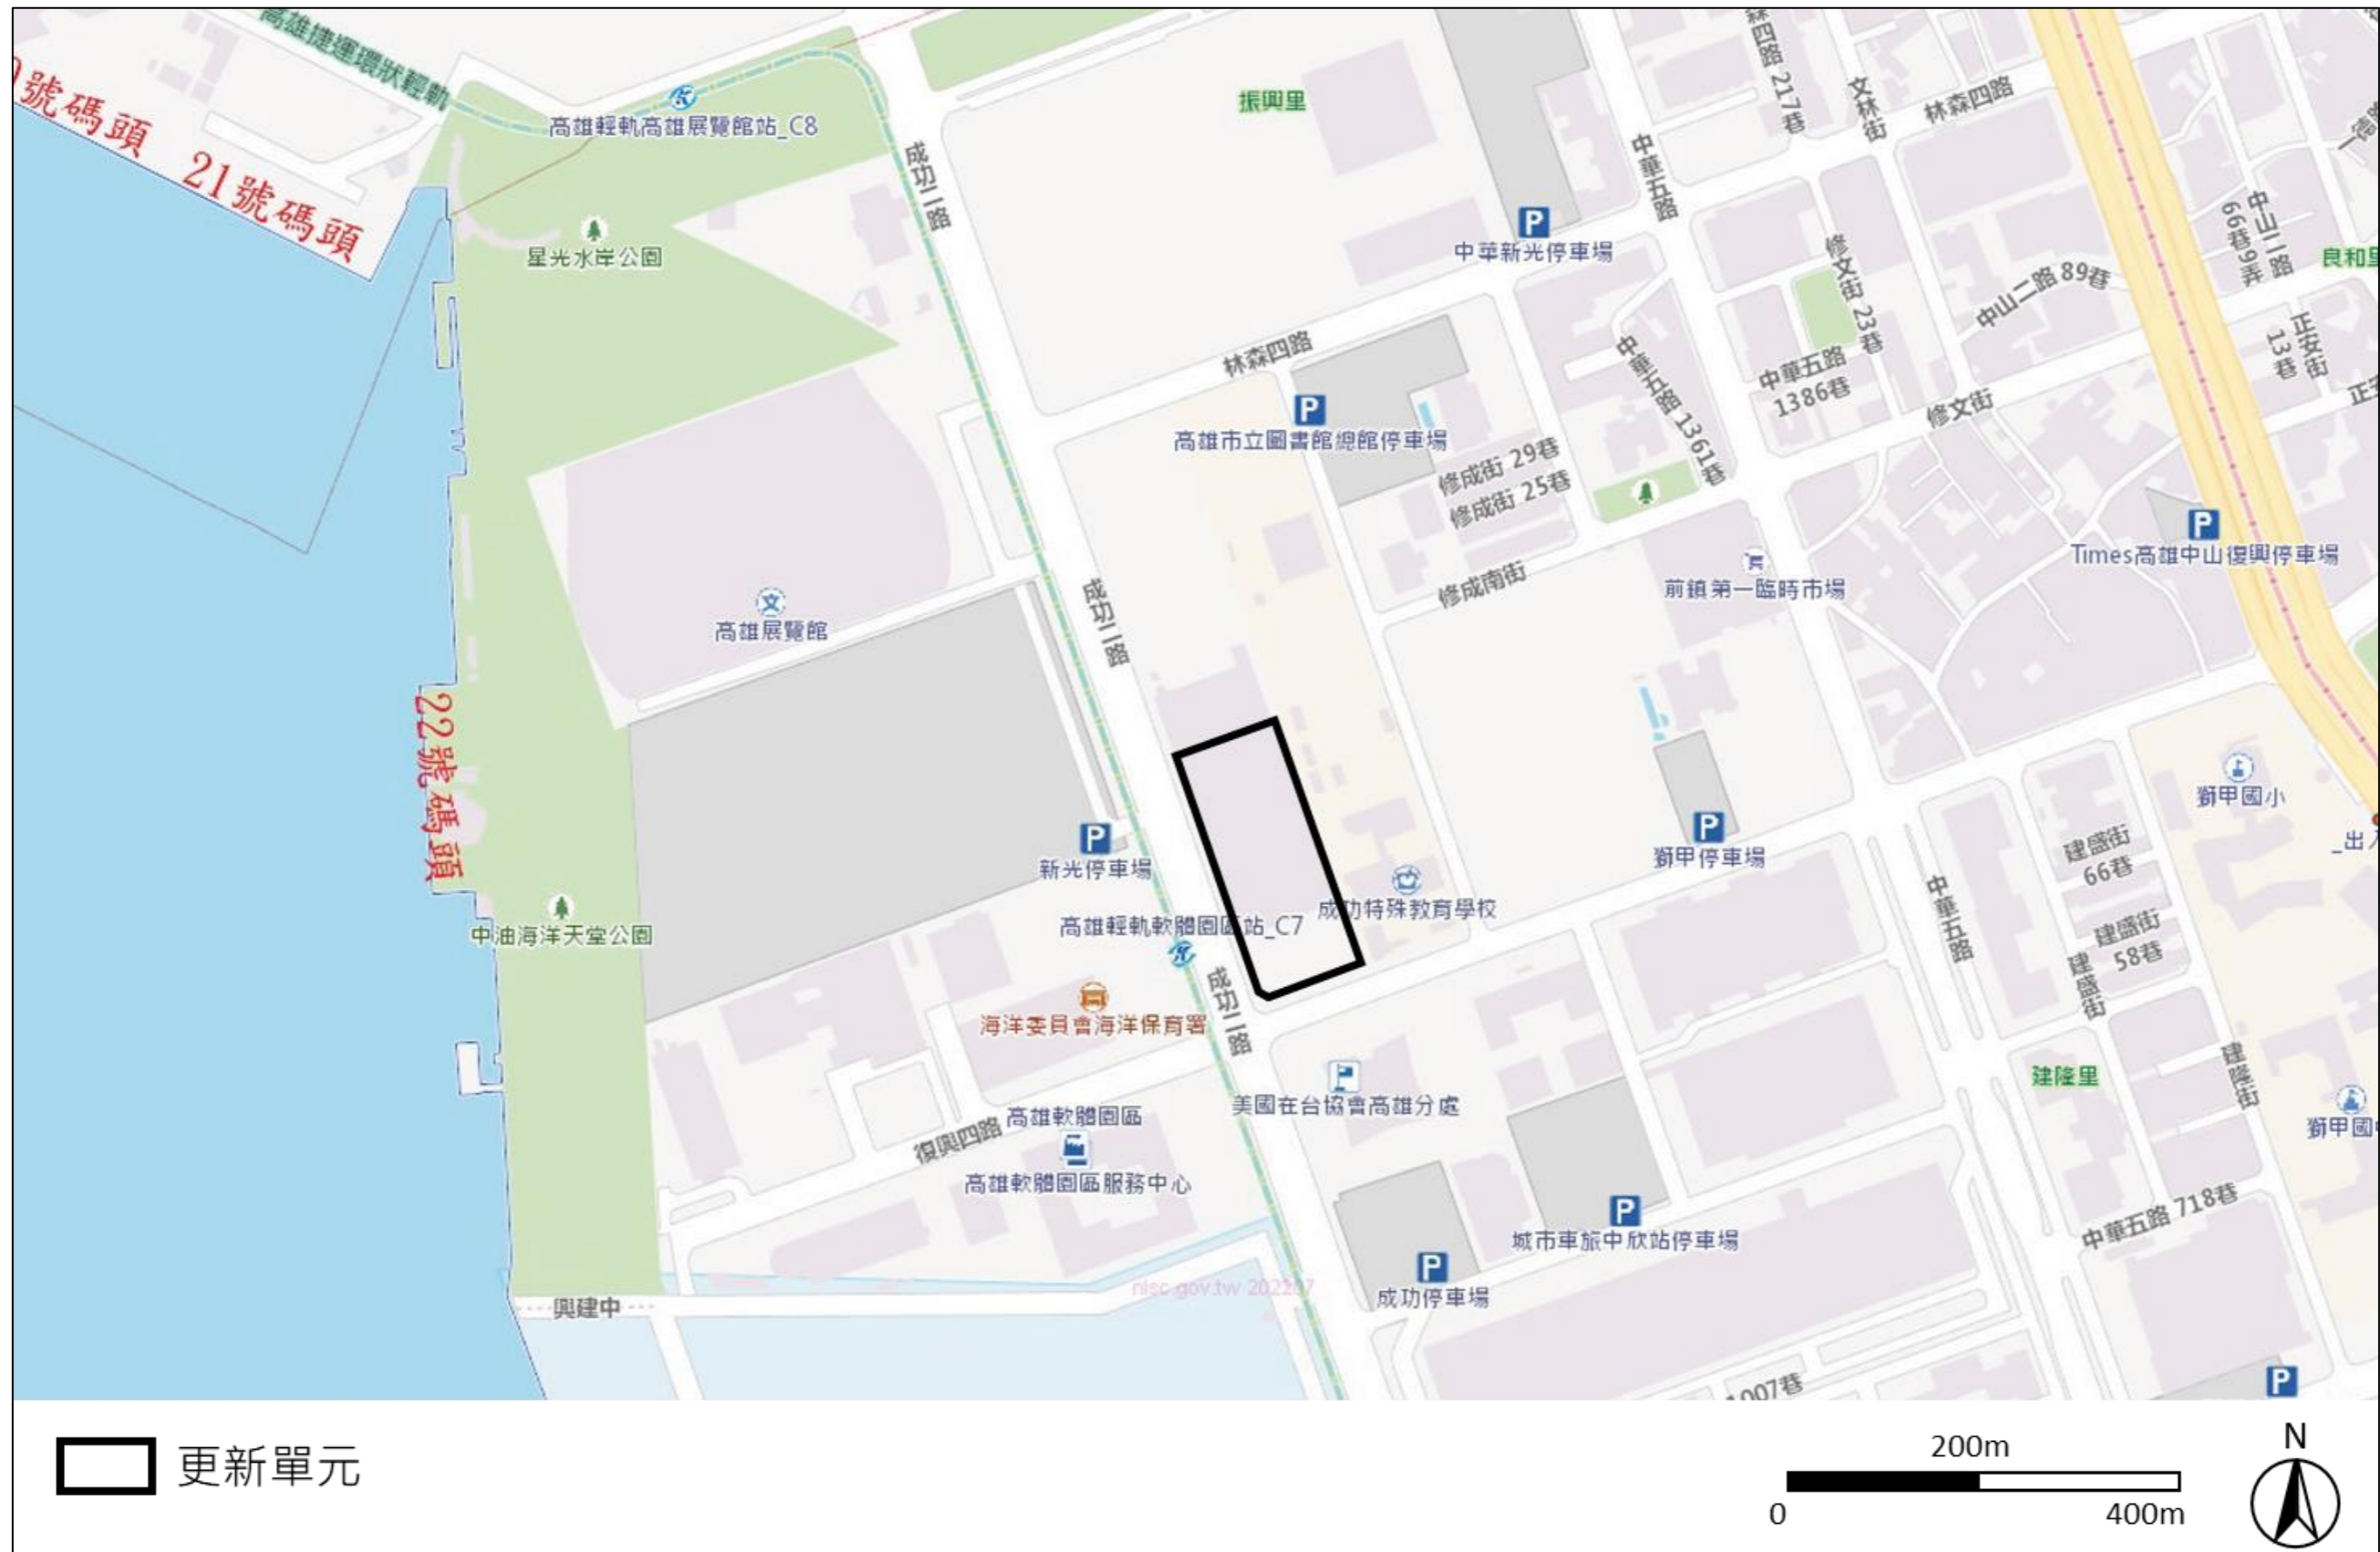 高雄捷運環狀輕軌
號碼頭
21號碼頭
高雄輕軌高雄展覽館站_C8
成功二路
振興里
中華五路
217巷
文林街
林森四路
中山二路
66巷9弄
良和里
星光水岸公園
中華新光停車場
修文街 23巷
中山二路 89巷
正安街
13巷
林森四路
中華五路 1361巷
中華五路
1386巷
修文街
高雄市立圖書館總館停車場
修成街 29巷
修成街 25巷
Times高雄中山復興停車場
修成南街
前鎮第一臨時市場
高雄展覽館
成功二路
22號碼頭
獅甲國小
新光停車場
獅甲停車場
建盛街
66巷
成功特殊教育學校
高雄輕軌軟體園區站_C7
中油海洋天堂公園
中華五路
建盛街
58巷
建盛街
成功二路
海洋委員會海洋保育署
美國在台協會高雄分處
建隆里
建隆街
高雄軟體園區
復興四路
高雄軟體園區服務中心
獅甲國
城市車旅中欣站停車場
中華五路 718巷
成功停車場
興建中
1007巷
更新單元
200m
0
400m
N